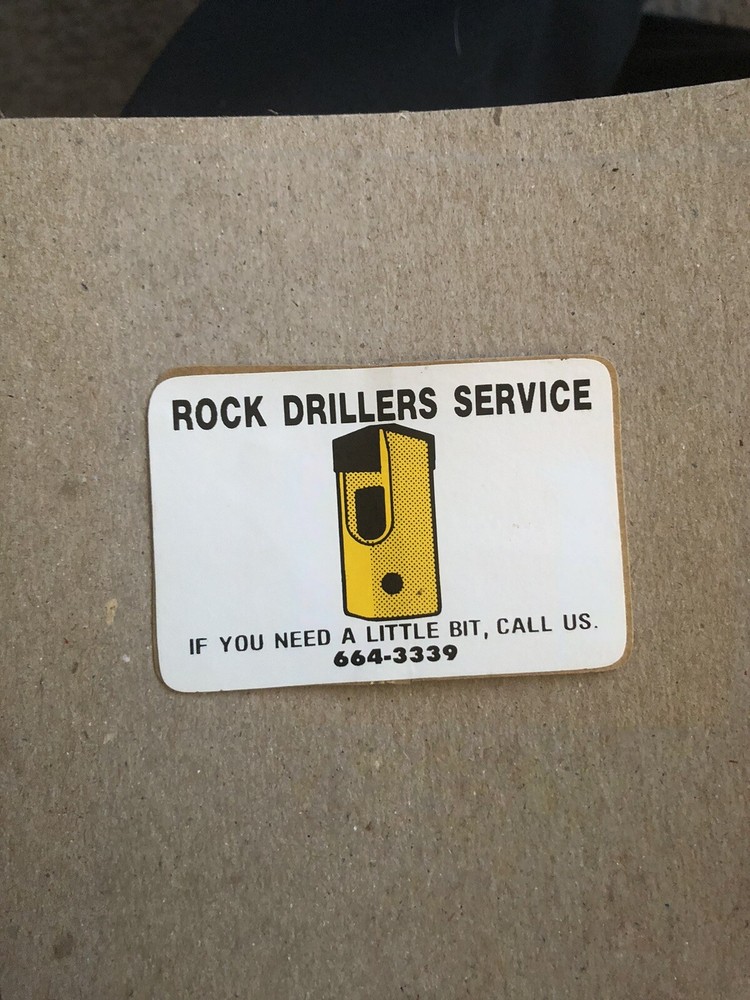 ROCK DRILLERS SERVICE
IF YOU NEED A LITTLE BIT, CALL US.
664-3339